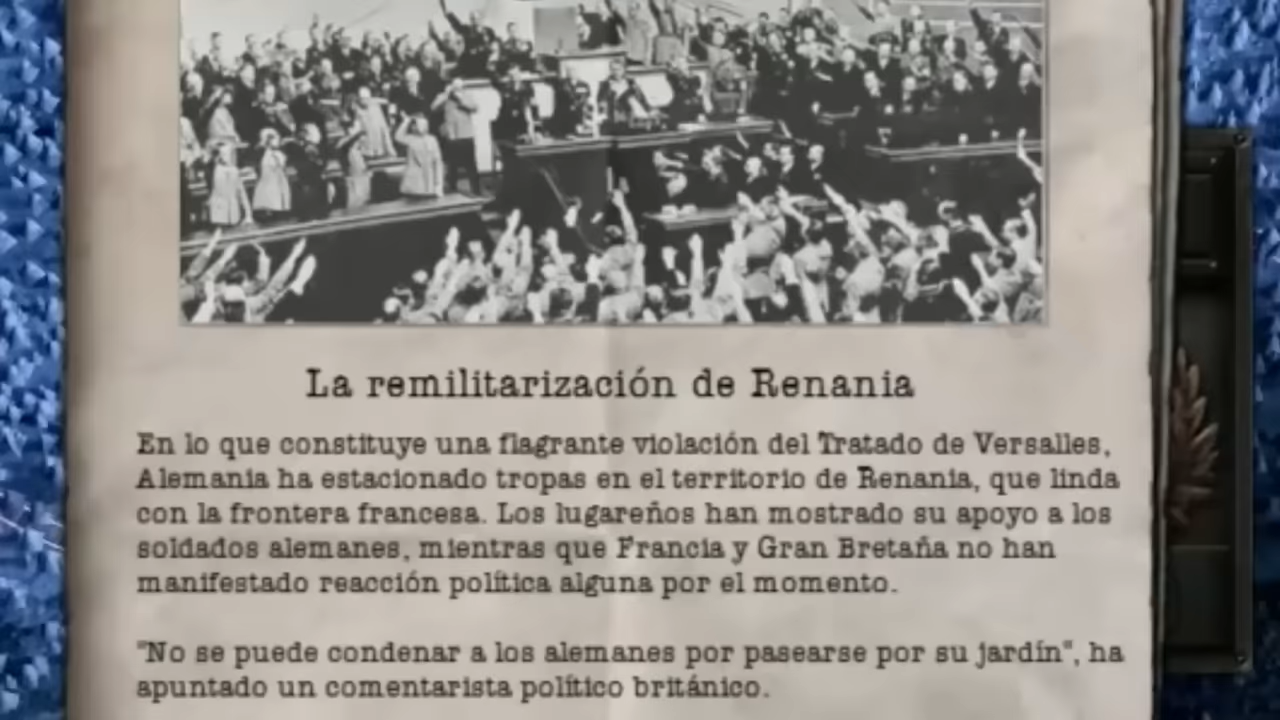 La remilitarización de Renania
En lo que constituye una flagrante violación del Tratado de Versalles,
Alemania ha estacionado tropas en el territorio de Renania, que linda
con la frontera francesa. Los lugareños han mostrado su apoyo a los
soldados alemanes, mientras que Francia y Gran Bretaña no han
manifestado reacción política alguna por el momento.
"No se puede condenar a los alemanes por pasearse por su jardín", ha
apuntado un comentarista político británico.